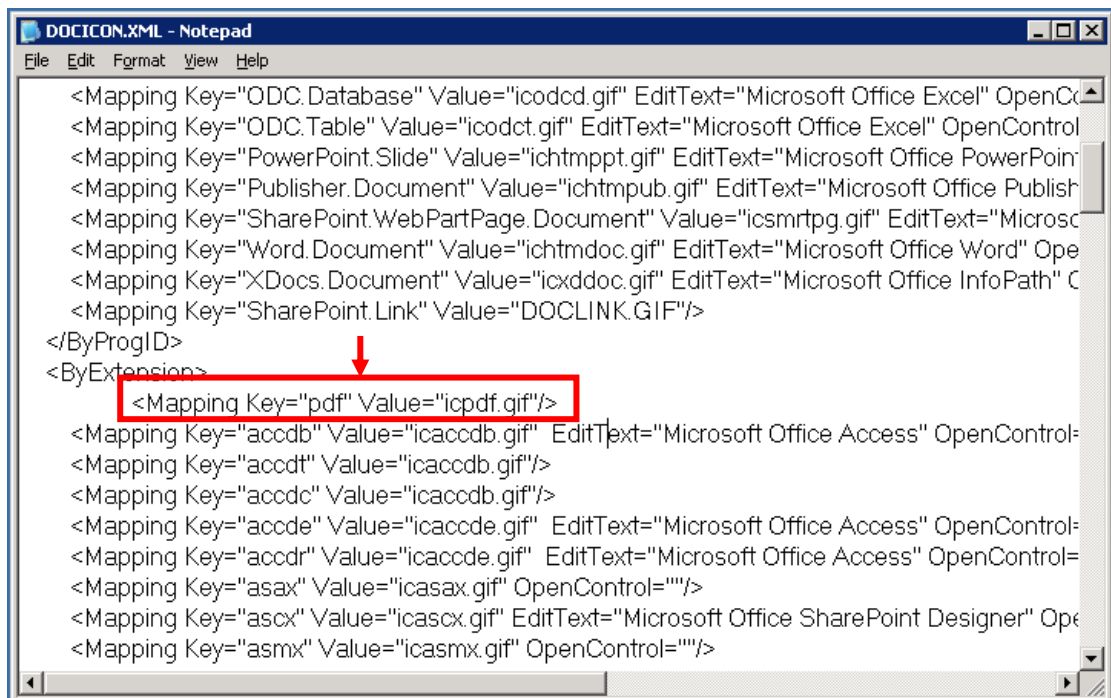 DOCICON.XML - Notepad
File Edit Format View Help
<Mapping Key="ODC.Database" Value="icodcd.gif" EditText="Microsoft Office Excel" OpenCo
<Mapping Key="ODC.Table" Value="icodct.gif" EditText="Microsoft Office Excel" OpenControl
<Mapping Key="PowerPoint.Slide" Value="ichtmppt.gif" EditText="Microsoft Office PowerPoin
<Mapping Key="Publisher.Document" Value="ichtmpub.gif" EditText="Microsoft Office Publish
<Mapping Key="SharePoint.WebPartPage.Document" Value="icsmrtpg.gif" EditText="Microsc
<Mapping Key="Word.Document" Value="ichtmdoc.gif" EditText="Microsoft Office Word" Ope
<Mapping Key="XDocs.Document" Value="icxddoc.gif" EditText="Microsoft Office InfoPath" O
<Mapping Key="SharePoint.Link" Value="DOCLINK.GIF"/>
</ByProgID>
<ByExtension>
<Mapping Key="pdf" Value="icpdf.gif"/>
<Mapping Key="accdb" Value="icaccdb.gif" EditText="Microsoft Office Access" OpenControl=
<Mapping Key="accdt" Value="icaccdb.gif"/>
<Mapping Key="accdc" Value="icaccdb.gif"/>
<Mapping Key="accde" Value="icaccde.gif" EditText="Microsoft Office Access" OpenControl=
<Mapping Key="accdr" Value="icaccde.gif" EditText="Microsoft Office Access" OpenControl=
<Mapping Key="asax" Value="icasax.gif" OpenControl=""/>
<Mapping Key="ascx" Value="icascx.gif" EditText="Microsoft Office SharePoint Designer" Ope
<Mapping Key="asmx" Value="icasmx.gif" OpenControl=""/>